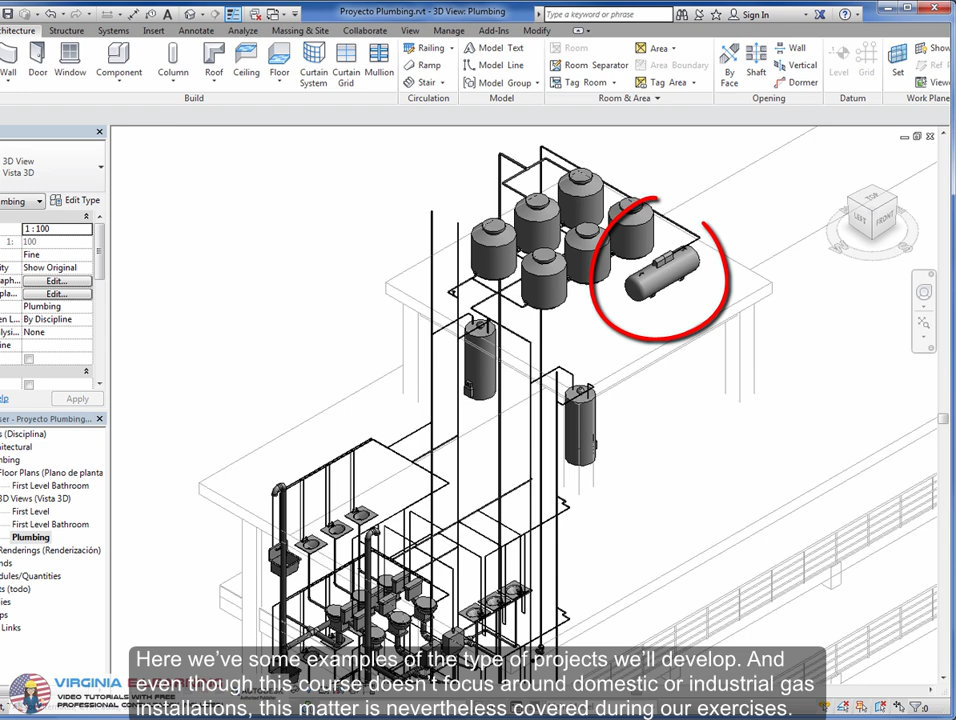 Proyecto Plumbing.rvt - 3D View: Plumbing
Type a keyword or phrase
Sign In
Structure Systems Insert Annotate Analyze Massing & Site Collaborate View Manage Add-Ins Modify
Wall Door Window Component Column Roof Ceiling Floor Curtain System Curtain Grid Mullion
Railing Ramp Stair
Model Text Model Line Model Group
Room Room Separator Tag Room
Area Area Boundary Tag Area
By Face Shaft Wall Vertical Dormer
Level Grid Set
Build Circulation Model Room & Area Opening Datum Work Plane
3D View
Vista 3D
Edit Type
1 : 100
1: 100
Fine
Show Original
Edit...
Edit...
Plumbing
By Discipline
None
Apply
Proyecto Plumbing...
(Disciplina)
Floor Plans (Plano de planta
First Level Bathroom
3D Views (Vista 3D)
First Level
First Level Bathroom
Plumbing
Renderings (Renderización)
(todo)
Links
TOP
LEFT FRONT
Here we've some examples of the type of projects we'll develop. And
even though this course doesn't focus around domestic or industrial gas
installations, this matter is nevertheless covered during our exercises.
VIRGINIA
VIDEO TUTORIALS WITH FREE
PROFESSIONAL